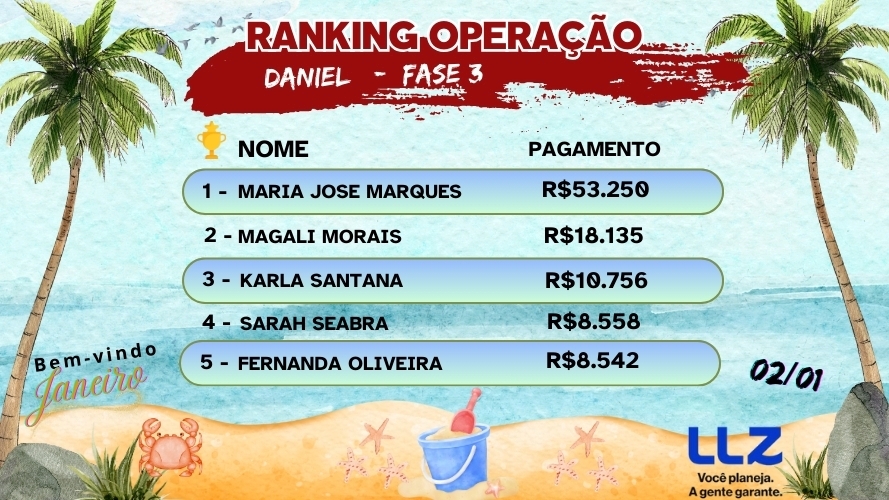 RANKING OPERAÇÃO
DANIEL - FASE 3
NOME PAGAMENTO
1 - MARIA JOSE MARQUES R$53.250
2 - MAGALI MORAIS R$18.135
3 - KARLA SANTANA R$10.756
4 - SARAH SEABRA R$8.558
5 - FERNANDA OLIVEIRA R$8.542
Bem-vindo
Janeiro
02/01
LLZ
Você planeja.
A gente garante.